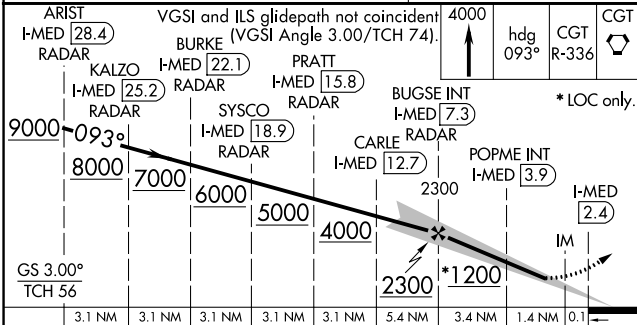 ARIST
I-MED 28.4
RADAR
KALZO
I-MED 25.2
RADAR
BURKE
I-MED 22.1
RADAR
SYSCO
I-MED 18.9
RADAR
PRATT
I-MED 15.8
RADAR
CARLE
I-MED 12.7
BUGSE INT
I-MED 7.3
RADAR
POPME INT
I-MED 3.9
I-MED
2.4
VGSI and ILS glidepath not coincident
(VGSI Angle 3.00/TCH 74).
4000
hdg
093°
CGT
R-336
CGT
* LOC only.
9000
093°
8000
7000
6000
5000
4000
2300
2300
*1200
IM
GS 3.00°
TCH 56
3.1 NM
3.1 NM
3.1 NM
3.1 NM
3.1 NM
5.4 NM
3.4 NM
1.4 NM
0.1